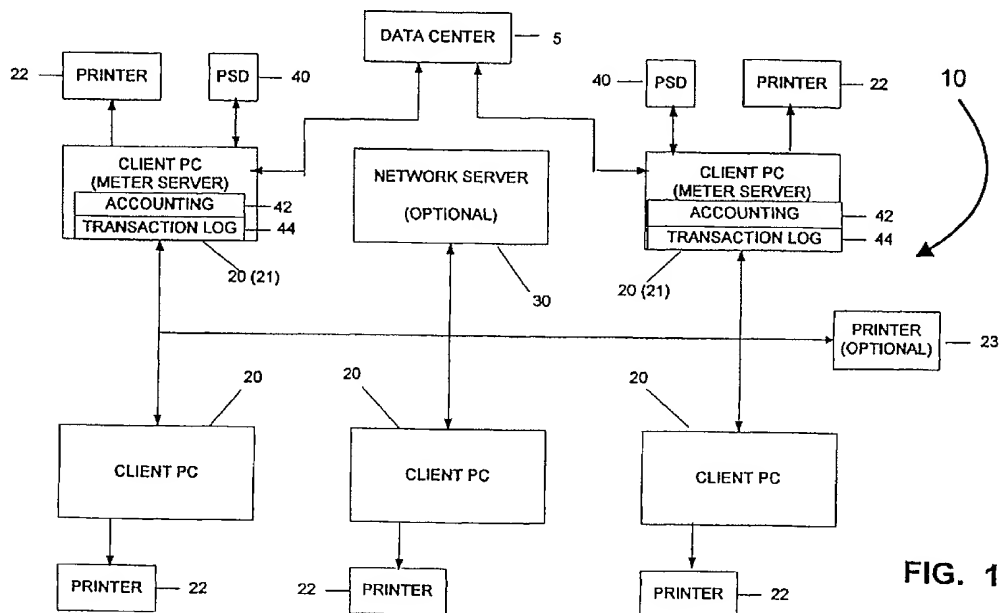 DATA CENTER 5
22 PRINTER
PSD 40
40 PSD
PRINTER 22
10
CLIENT PC
(METER SERVER)
ACCOUNTING 42
TRANSACTION LOG 44
20 (21)
NETWORK SERVER
(OPTIONAL)
30
CLIENT PC
(METER SERVER)
ACCOUNTING 42
TRANSACTION LOG 44
20 (21)
PRINTER
(OPTIONAL) 23
20
CLIENT PC
20
CLIENT PC
20
CLIENT PC
PRINTER 22
22 PRINTER
PRINTER 22
FIG. 1